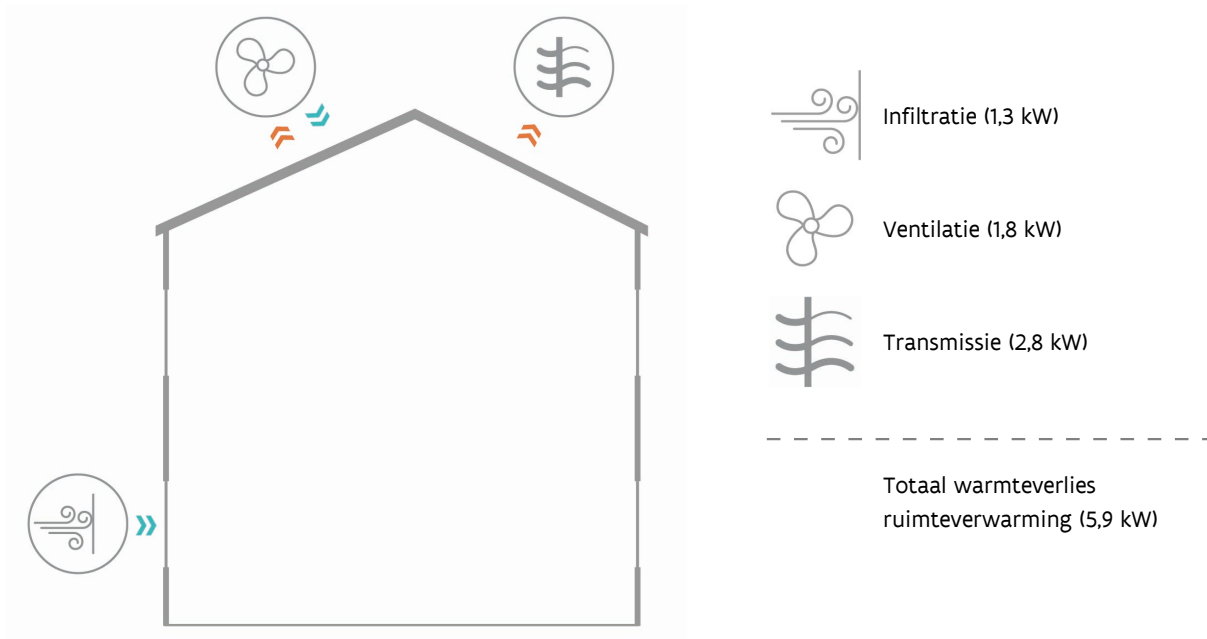 Infiltratie (1,3 kW)
Ventilatie (1,8 kW)
Transmissie (2,8 kW)
Totaal warmteverlies
ruimteverwarming (5,9 kW)